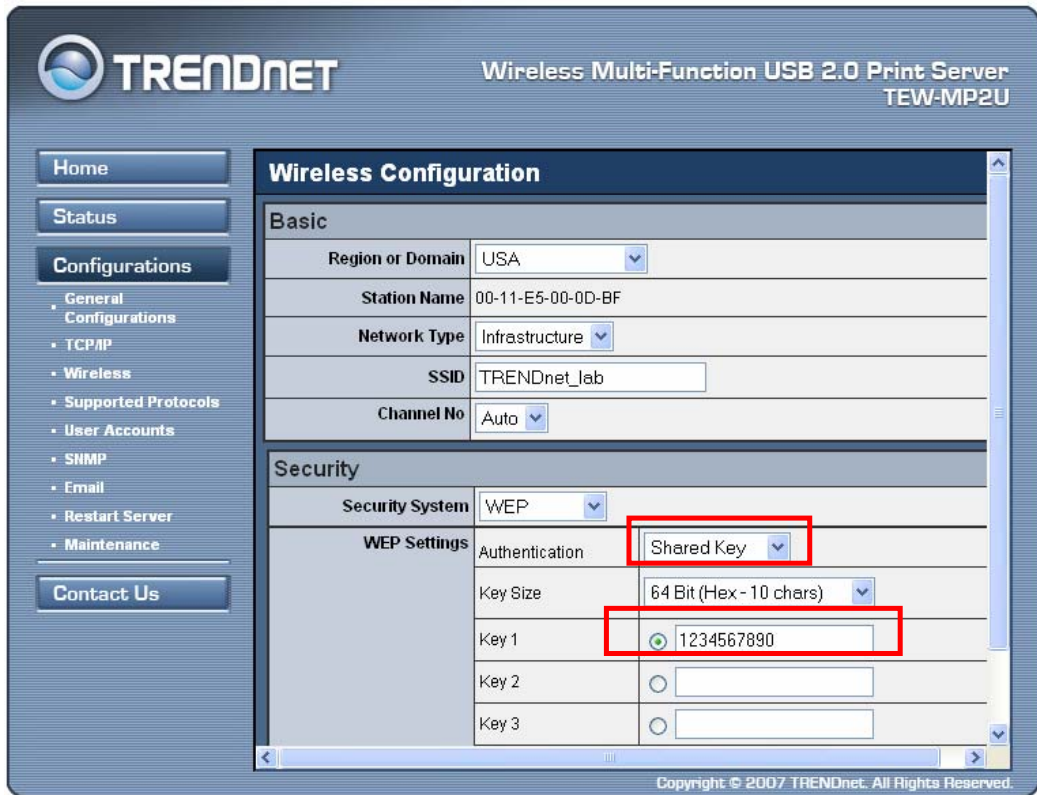 TRENDNET
Wireless Multi-Function USB 2.0 Print Server
TEW-MP2U
Home
Status
Configurations
General
Configurations
TCP/IP
Wireless
Supported Protocols
User Accounts
SNMP
Email
Restart Server
Maintenance
Contact Us
Wireless Configuration
Basic
Region or Domain USA
Station Name 00-11-E5-00-0D-BF
Network Type Infrastructure
SSID TRENDnet_lab
Channel No Auto
Security
Security System WEP
WEP Settings Authentication Shared Key
Key Size 64 Bit (Hex - 10 chars)
Key 1 1234567890
Key 2
Key 3
Copyright © 2007 TRENDnet. All Rights Reserved.